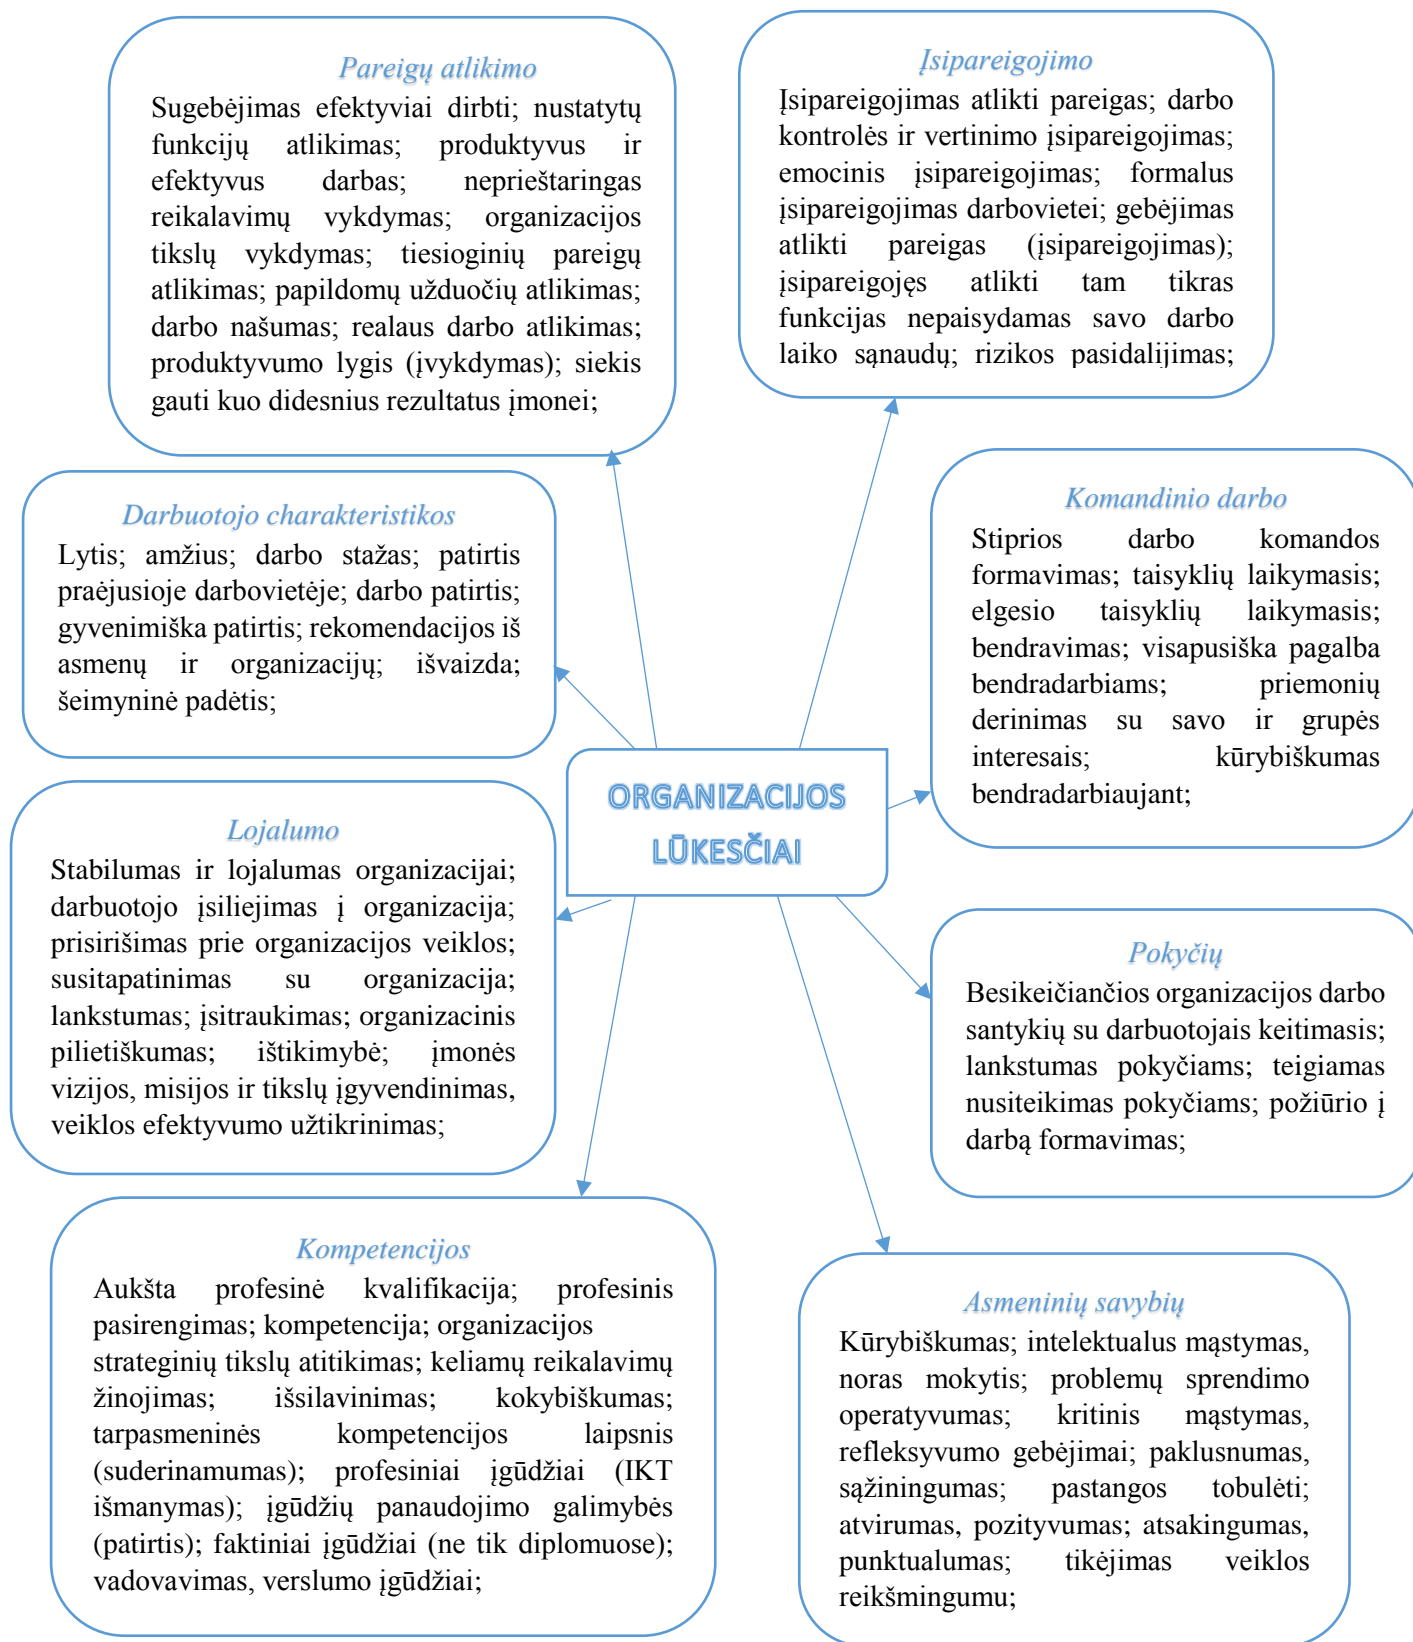 Pareigų atlikimo
Sugebėjimas efektyviai dirbti; nustatytų
funkcijų atlikimas; produktyvus ir
efektyvus darbas; neprieštaringas
reikalavimų vykdymas; organizacijos
tikslų vykdymas; tiesioginių pareigų
atlikimas; papildomų užduočių atlikimas;
darbo našumas; realaus darbo atlikimas;
produktyvumo lygis (įvykdymas); siekis
gauti kuo didesnius rezultatus įmonei;
Įsipareigojimo
Įsipareigojimas atlikti pareigas; darbo
kontrolės ir vertinimo įsipareigojimas;
emocinis įsipareigojimas; formalus
įsipareigojimas darbovietei; gebėjimas
atlikti pareigas (įsipareigojimas);
įsipareigojęs atlikti tam tikras
funkcijas nepaisydamas savo darbo
laiko sąnaudų; rizikos pasidalijimas;
Darbuotojo charakteristikos
Lytis; amžius; darbo stažas; patirtis
praėjusioje darbovietėje; darbo patirtis;
gyvenimiška patirtis; rekomendacijos iš
asmenų ir organizacijų; išvaizda;
šeimyninė padėtis;
Komandinio darbo
Stiprios darbo komandos
formavimas; taisyklių laikymasis;
elgesio taisyklių laikymasis;
bendravimas; visapusiška pagalba
bendradarbiams; priemonių
derinimas su savo ir grupės
interesais; kūrybiškumas
bendradarbiaujant;
ORGANIZACIJOS
LŪKESČIAI
Lojalumo
Stabilumas ir lojalumas organizacijai;
darbuotojo įsiliejimas į organizacija;
prisirišimas prie organizacijos veiklos;
susitapatinimas su organizacija;
lankstumas; įsitraukimas; organizacinis
pilietiškumas; ištikimybė; įmonės
vizijos, misijos ir tikslų įgyvendinimas,
veiklos efektyvumo užtikrinimas;
Pokyčių
Besikeičiančios organizacijos darbo
santykių su darbuotojais keitimasis;
lankstumas pokyčiams; teigiamas
nusiteikimas pokyčiams; požiūrio į
darbą formavimas;
Kompetencijos
Aukšta profesinė kvalifikacija; profesinis
pasirengimas; kompetencija; organizacijos
strateginių tikslų atitikimas; keliamų reikalavimų
žinojimas; išsilavinimas; kokybiškumas;
tarpasmeninės kompetencijos laipsnis
(suderinamumas); profesiniai įgūdžiai (IKT
išmanymas); įgūdžių panaudojimo galimybės
(patirtis); faktiniai įgūdžiai (ne tik diplomuose);
vadovavimas, verslumo įgūdžiai;
Asmeninių savybių
Kūrybiškumas; intelektualus mąstymas,
noras mokytis; problemų sprendimo
operatyvumas; kritinis mąstymas,
refleksyvumo gebėjimai; paklusnumas,
sąžiningumas; pastangos tobulėti;
atvirumas, pozityvumas; atsakingumas,
punktualumas; tikėjimas veiklos
reikšmingumu;